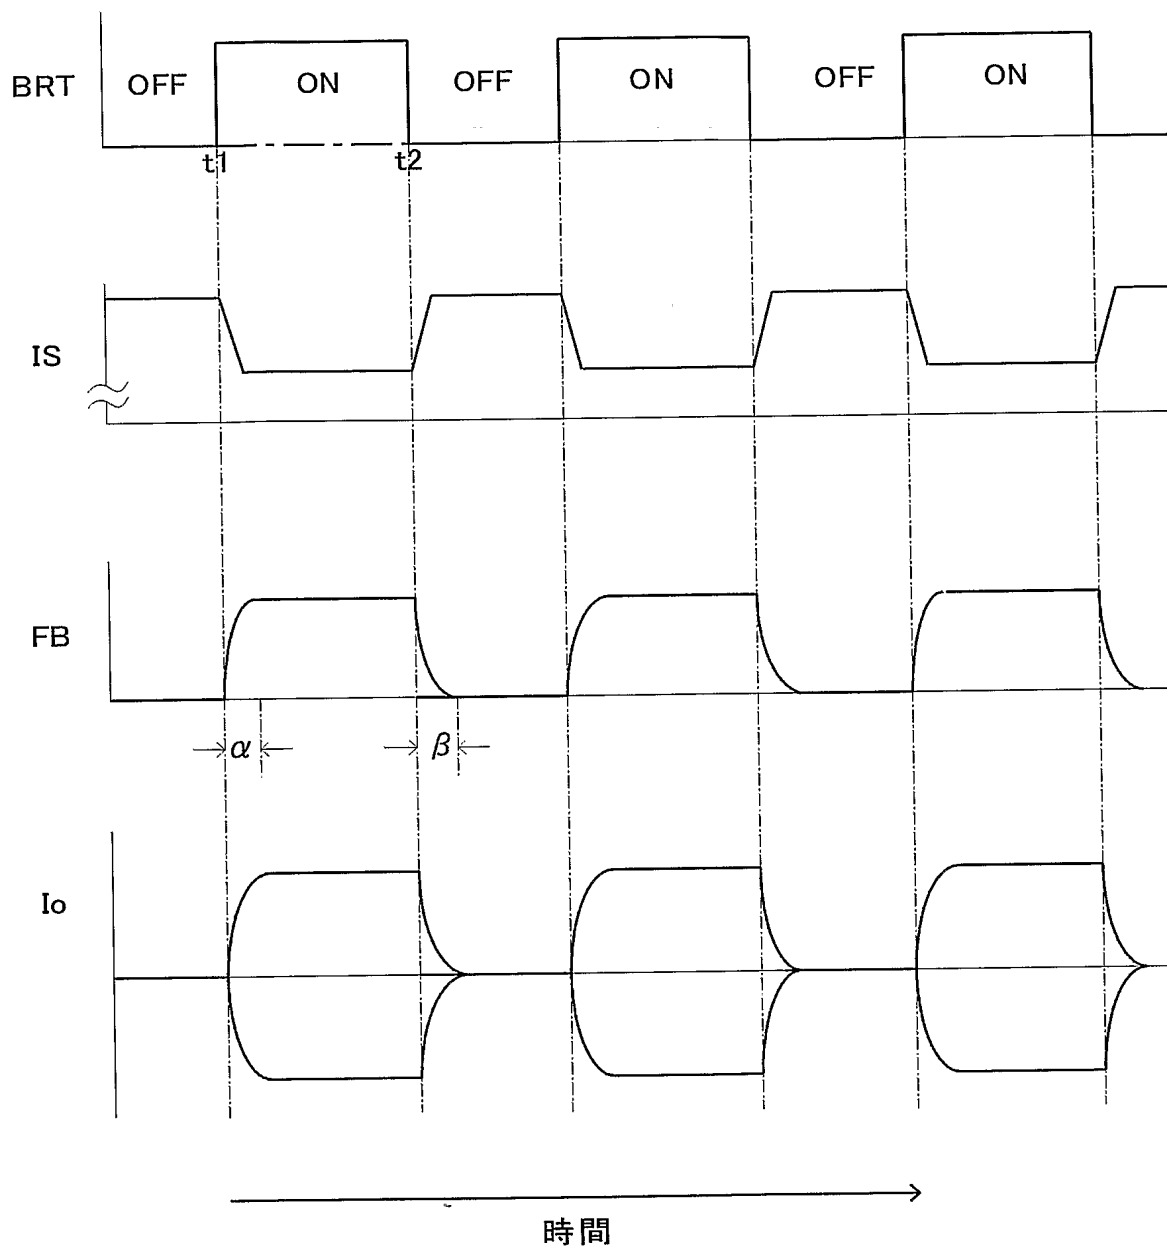 BRT OFF ON OFF ON OFF ON
t1 t2
IS
FB
α β
Io
時間